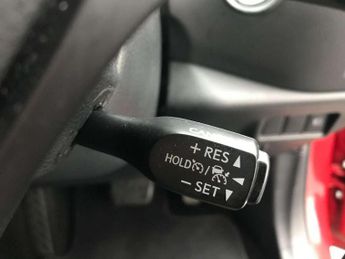 + RES
HOLD /
− SET